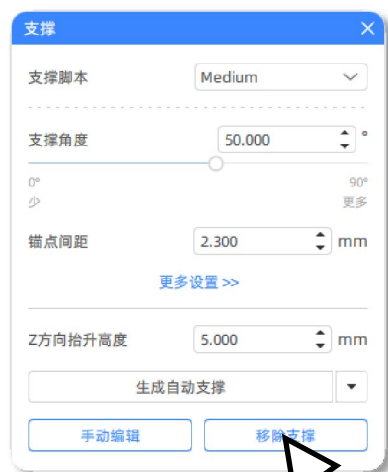 支撑
支撑脚本 Medium
支撑角度 50.000 °
0° 90°
少 更多
锚点间距 2.300 mm
更多设置 >>
Z方向抬升高度 5.000 mm
生成自动支撑
手动编辑 移除支撑